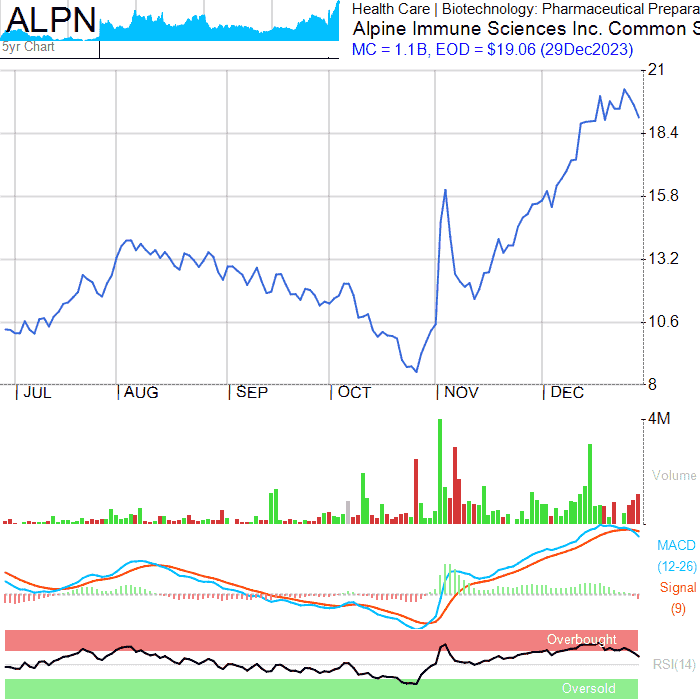 ALPN
5yr Chart
Health Care | Biotechnology: Pharmaceutical Prepara
Alpine Immune Sciences Inc. Common S
MC = 1.1B, EOD = $19.06 (29Dec2023)
21
18.4
15.8
13.2
10.6
8
JUL AUG SEP OCT NOV DEC
4M
Volume
MACD
(12-26)
Signal
(9)
Overbought
RSI(14)
Oversold